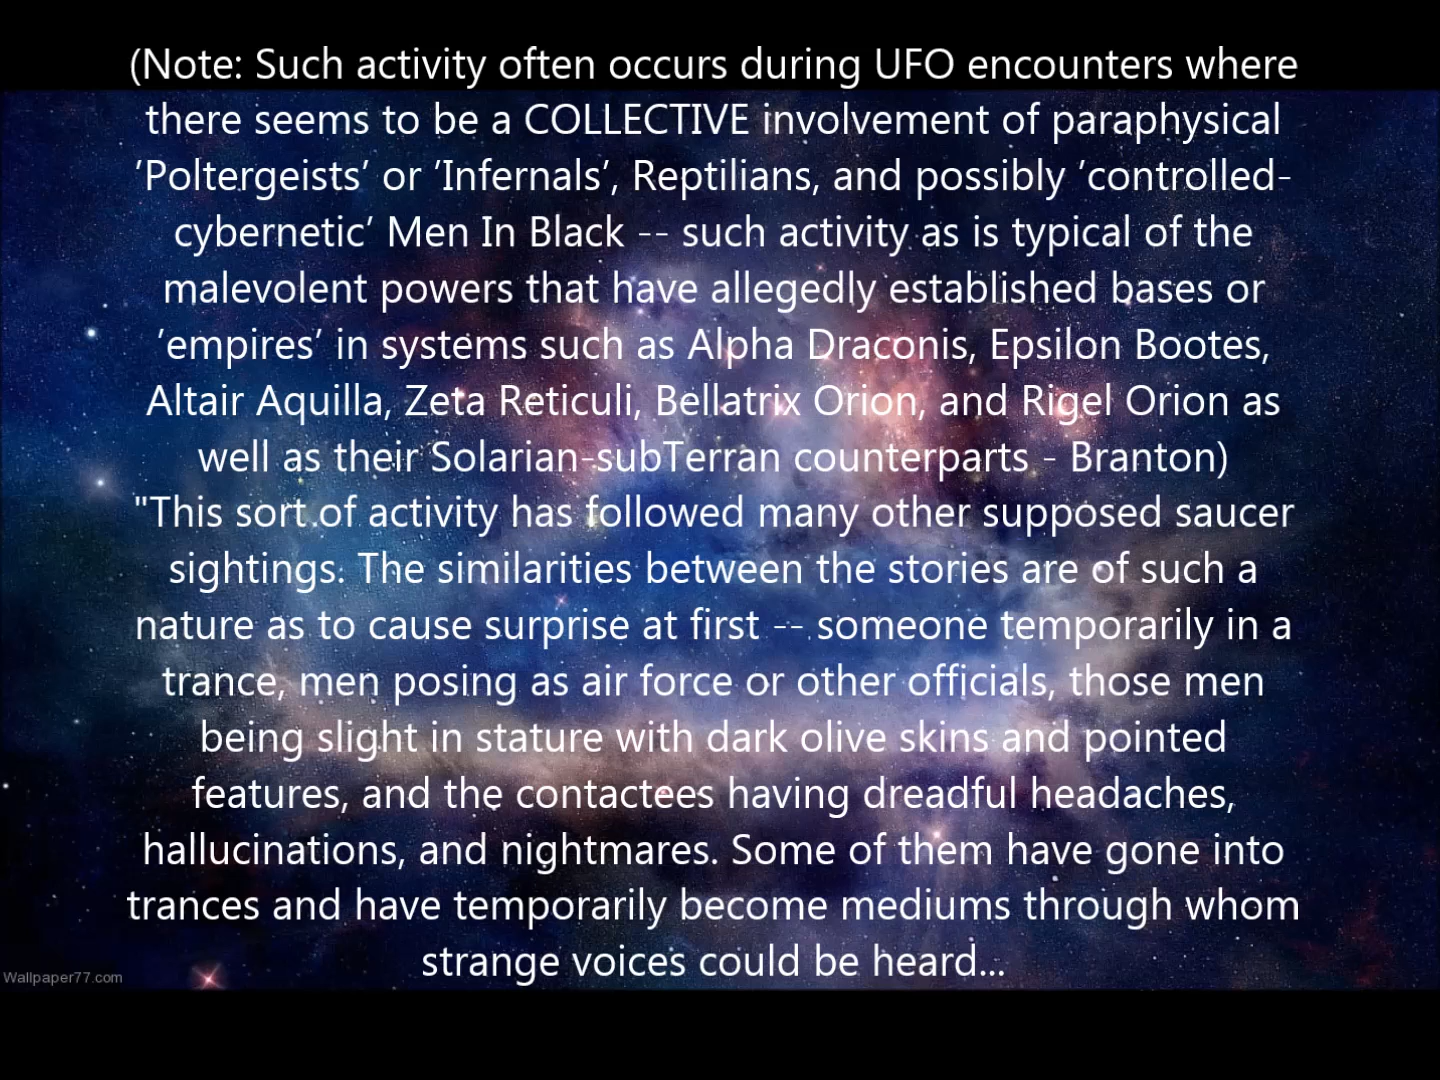 (Note: Such activity often occurs during UFO encounters where
there seems to be a COLLECTIVE involvement of paraphysical
'Poltergeists' or 'Infernals', Reptilians, and possibly 'controlled-
cybernetic' Men In Black -- such activity as is typical of the
malevolent powers that have allegedly established bases or
'empires' in systems such as Alpha Draconis, Epsilon Bootes,
Altair Aquilla, Zeta Reticuli, Bellatrix Orion, and Rigel Orion as
well as their Solarian-subTerran counterparts - Branton)
"This sort of activity has followed many other supposed saucer
sightings. The similarities between the stories are of such a
nature as to cause surprise at first -- someone temporarily in a
trance, men posing as air force or other officials, those men
being slight in stature with dark olive skins and pointed
features, and the contactees having dreadful headaches,
hallucinations, and nightmares. Some of them have gone into
trances and have temporarily become mediums through whom
strange voices could be heard...
Wallpaper77.com